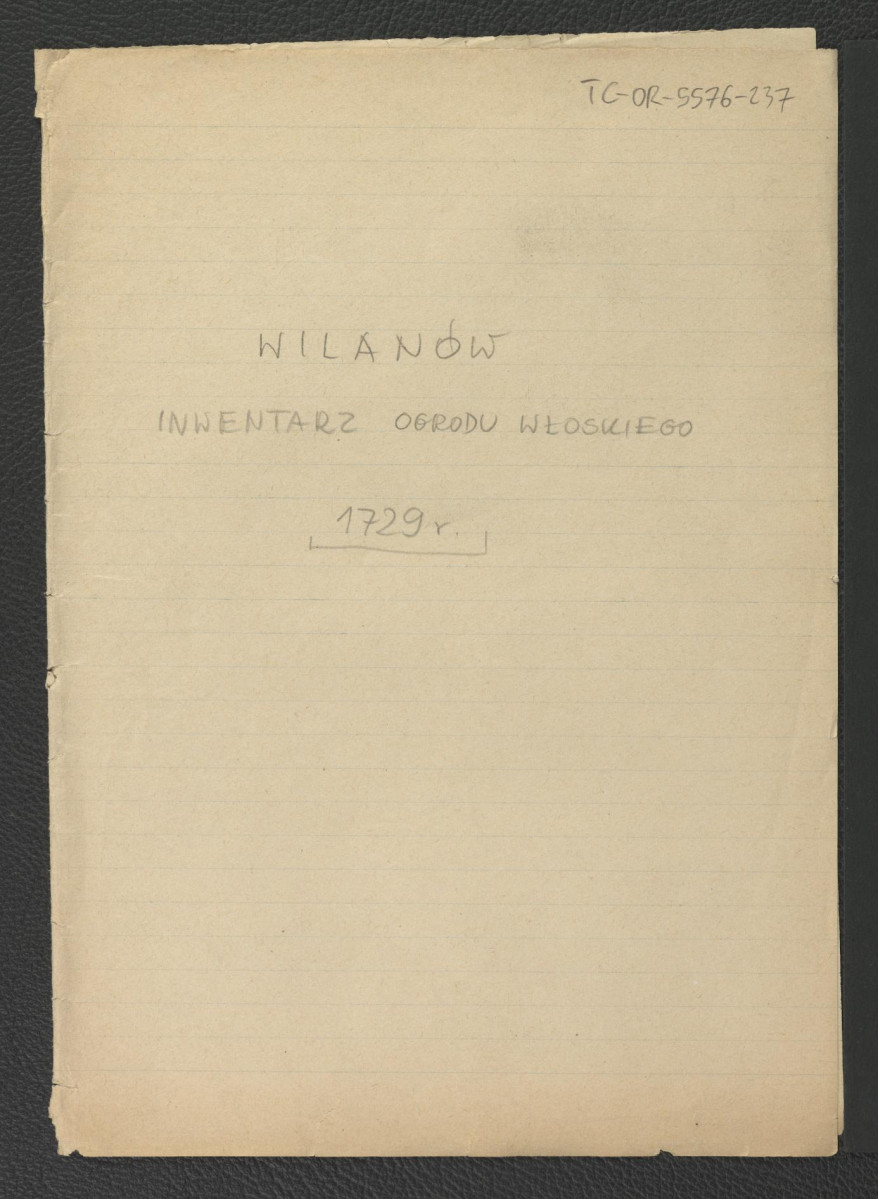 TC-OR-5576-237
WILANÓW
INWENTARZ OGRODU WŁOSKIEGO
1729 r.